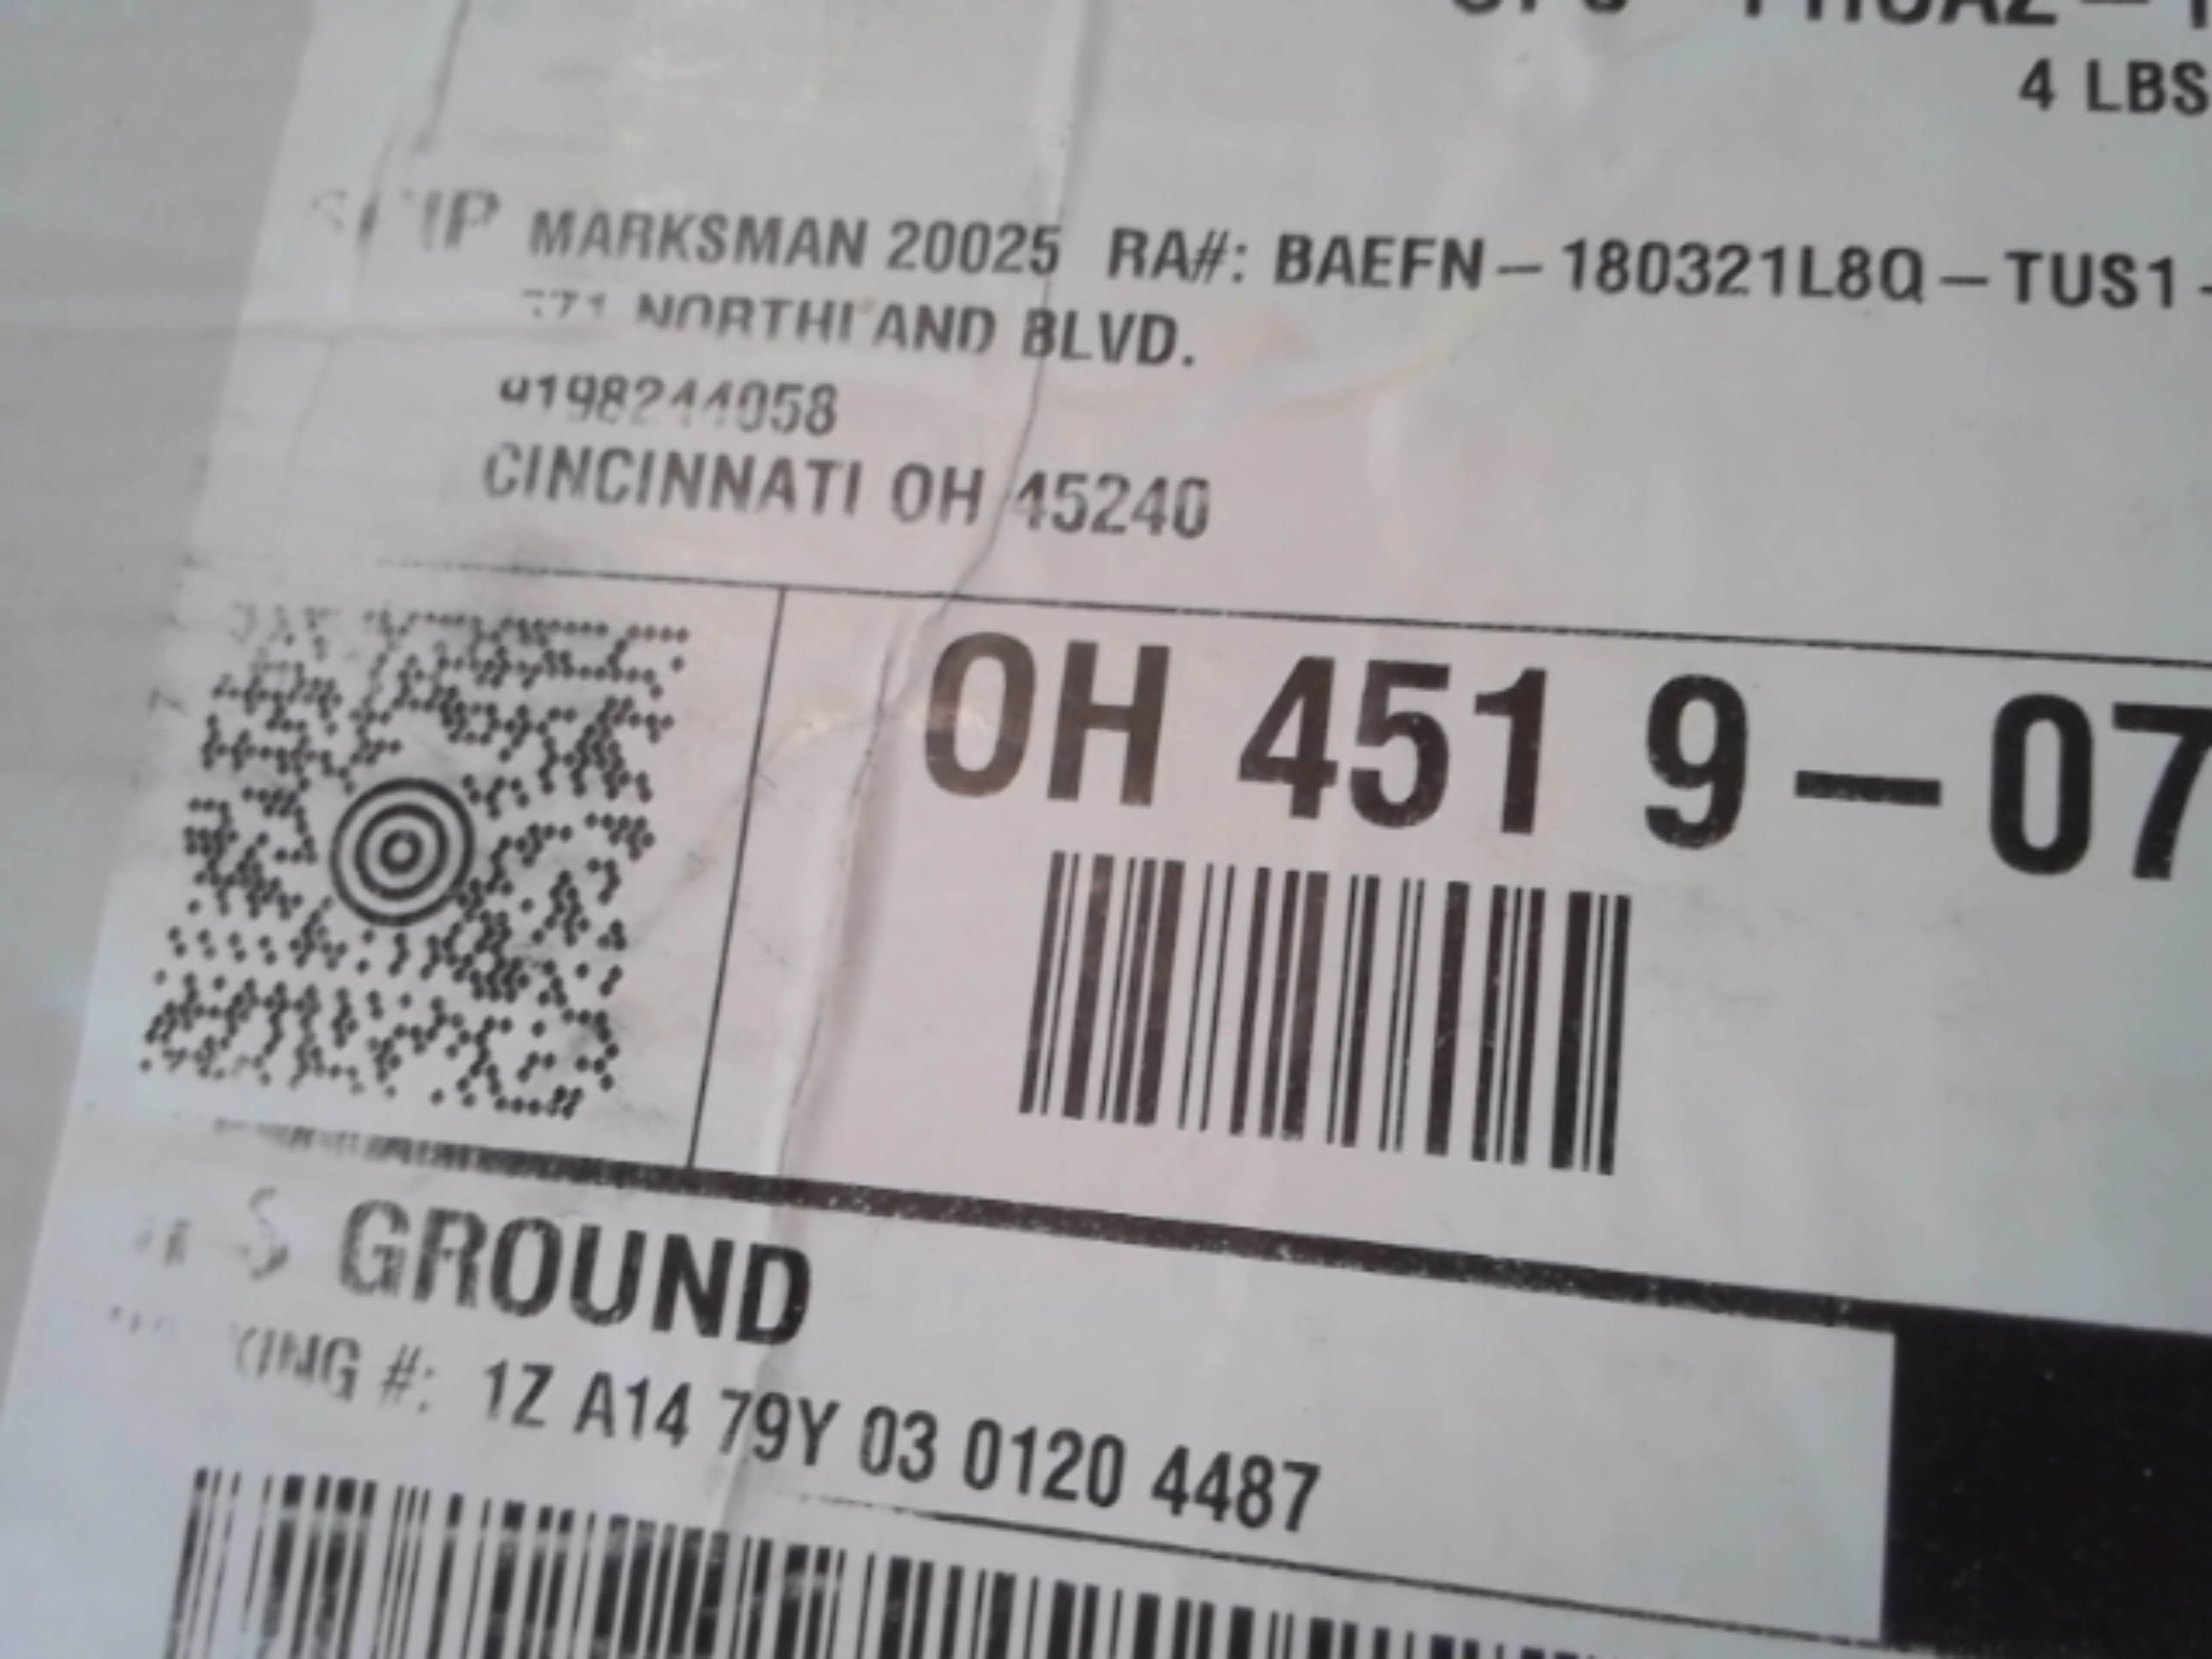 4 LBS
MARKSMAN 20025 RA#: BAEFN-180321L8Q-TUS1-
NORTHLAND BLVD.
9198244058
CINCINNATI OH 45240
OH 451 9-07
GROUND
#: 1Z A14 79Y 03 0120 4487